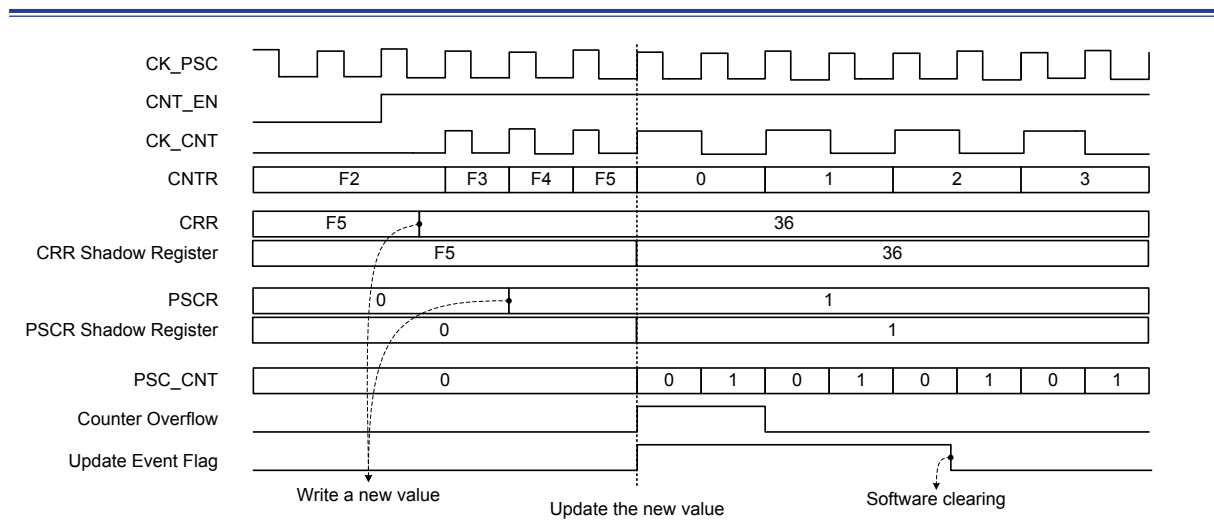 CK_PSC
CNT_EN
CK_CNT
CNTR F2 F3 F4 F5 0 1 2 3
CRR F5 36
CRR Shadow Register F5 36
PSCR 0 1
PSCR Shadow Register 0 1
PSC_CNT 0 0 1 0 1 0 1 0 1
Counter Overflow
Update Event Flag
Write a new value Update the new value Software clearing